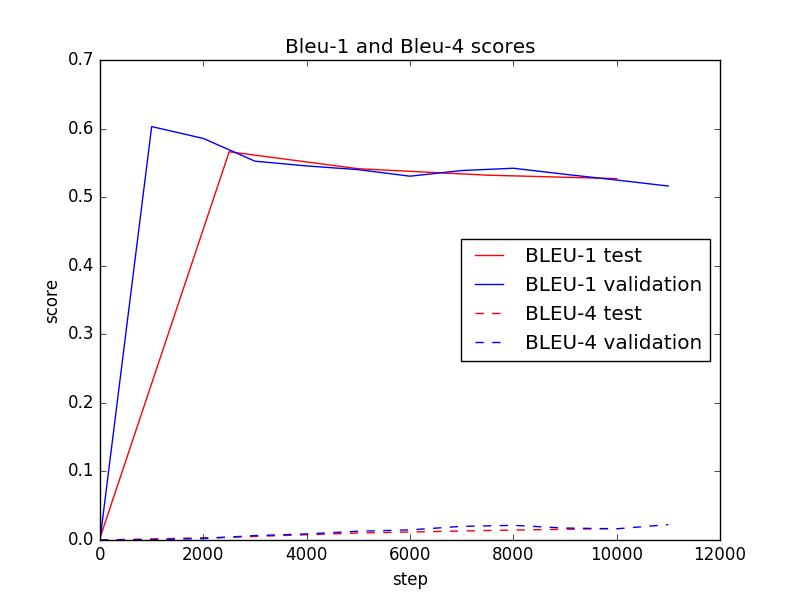 Bleu-1 and Bleu-4 scores
0.7
0.6
0.5
0.4
0.3
0.2
0.1
0.0
score
BLEU-1 test
BLEU-1 validation
BLEU-4 test
BLEU-4 validation
0 2000 4000 6000 8000 10000 12000
step